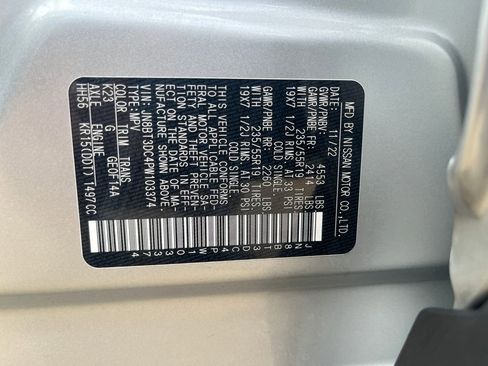 MFD BY NISSAN MOTOR CO.,LTD.
DATE: 11/22
GVWR/PNBV: 4553 LBS
GAWR/PNBE FR: 2414 LBS
235/55R19 TIRES
19X7 1/2J RIMS, AT 33 PSI
COLD SINGLE.
GAWR/PNBE RR: LBS
235/55R19 TIRES
19X7 1/2J RIMS, AT 30 PSI
COLD SINGLE.
THIS VEHICLE CONFORMS
TO ALL APPLICABLE FED-
ERAL MOTOR VEHICLE SA-
FETY AND THEFT PREVEN-
TION STANDARDS IN EFF-
ECT ON THE DATE OF MA-
NUFACTURE SHOWN ABOVE.
VIN: JN8BT3DC4PW103374
TYPE: MPV
COLOR TRIM TRANS.
K23 G GE0F14A
AXLE ENGINE
HH56 KR15(DDT) 1497CC
JN8BT3DC4PW103374